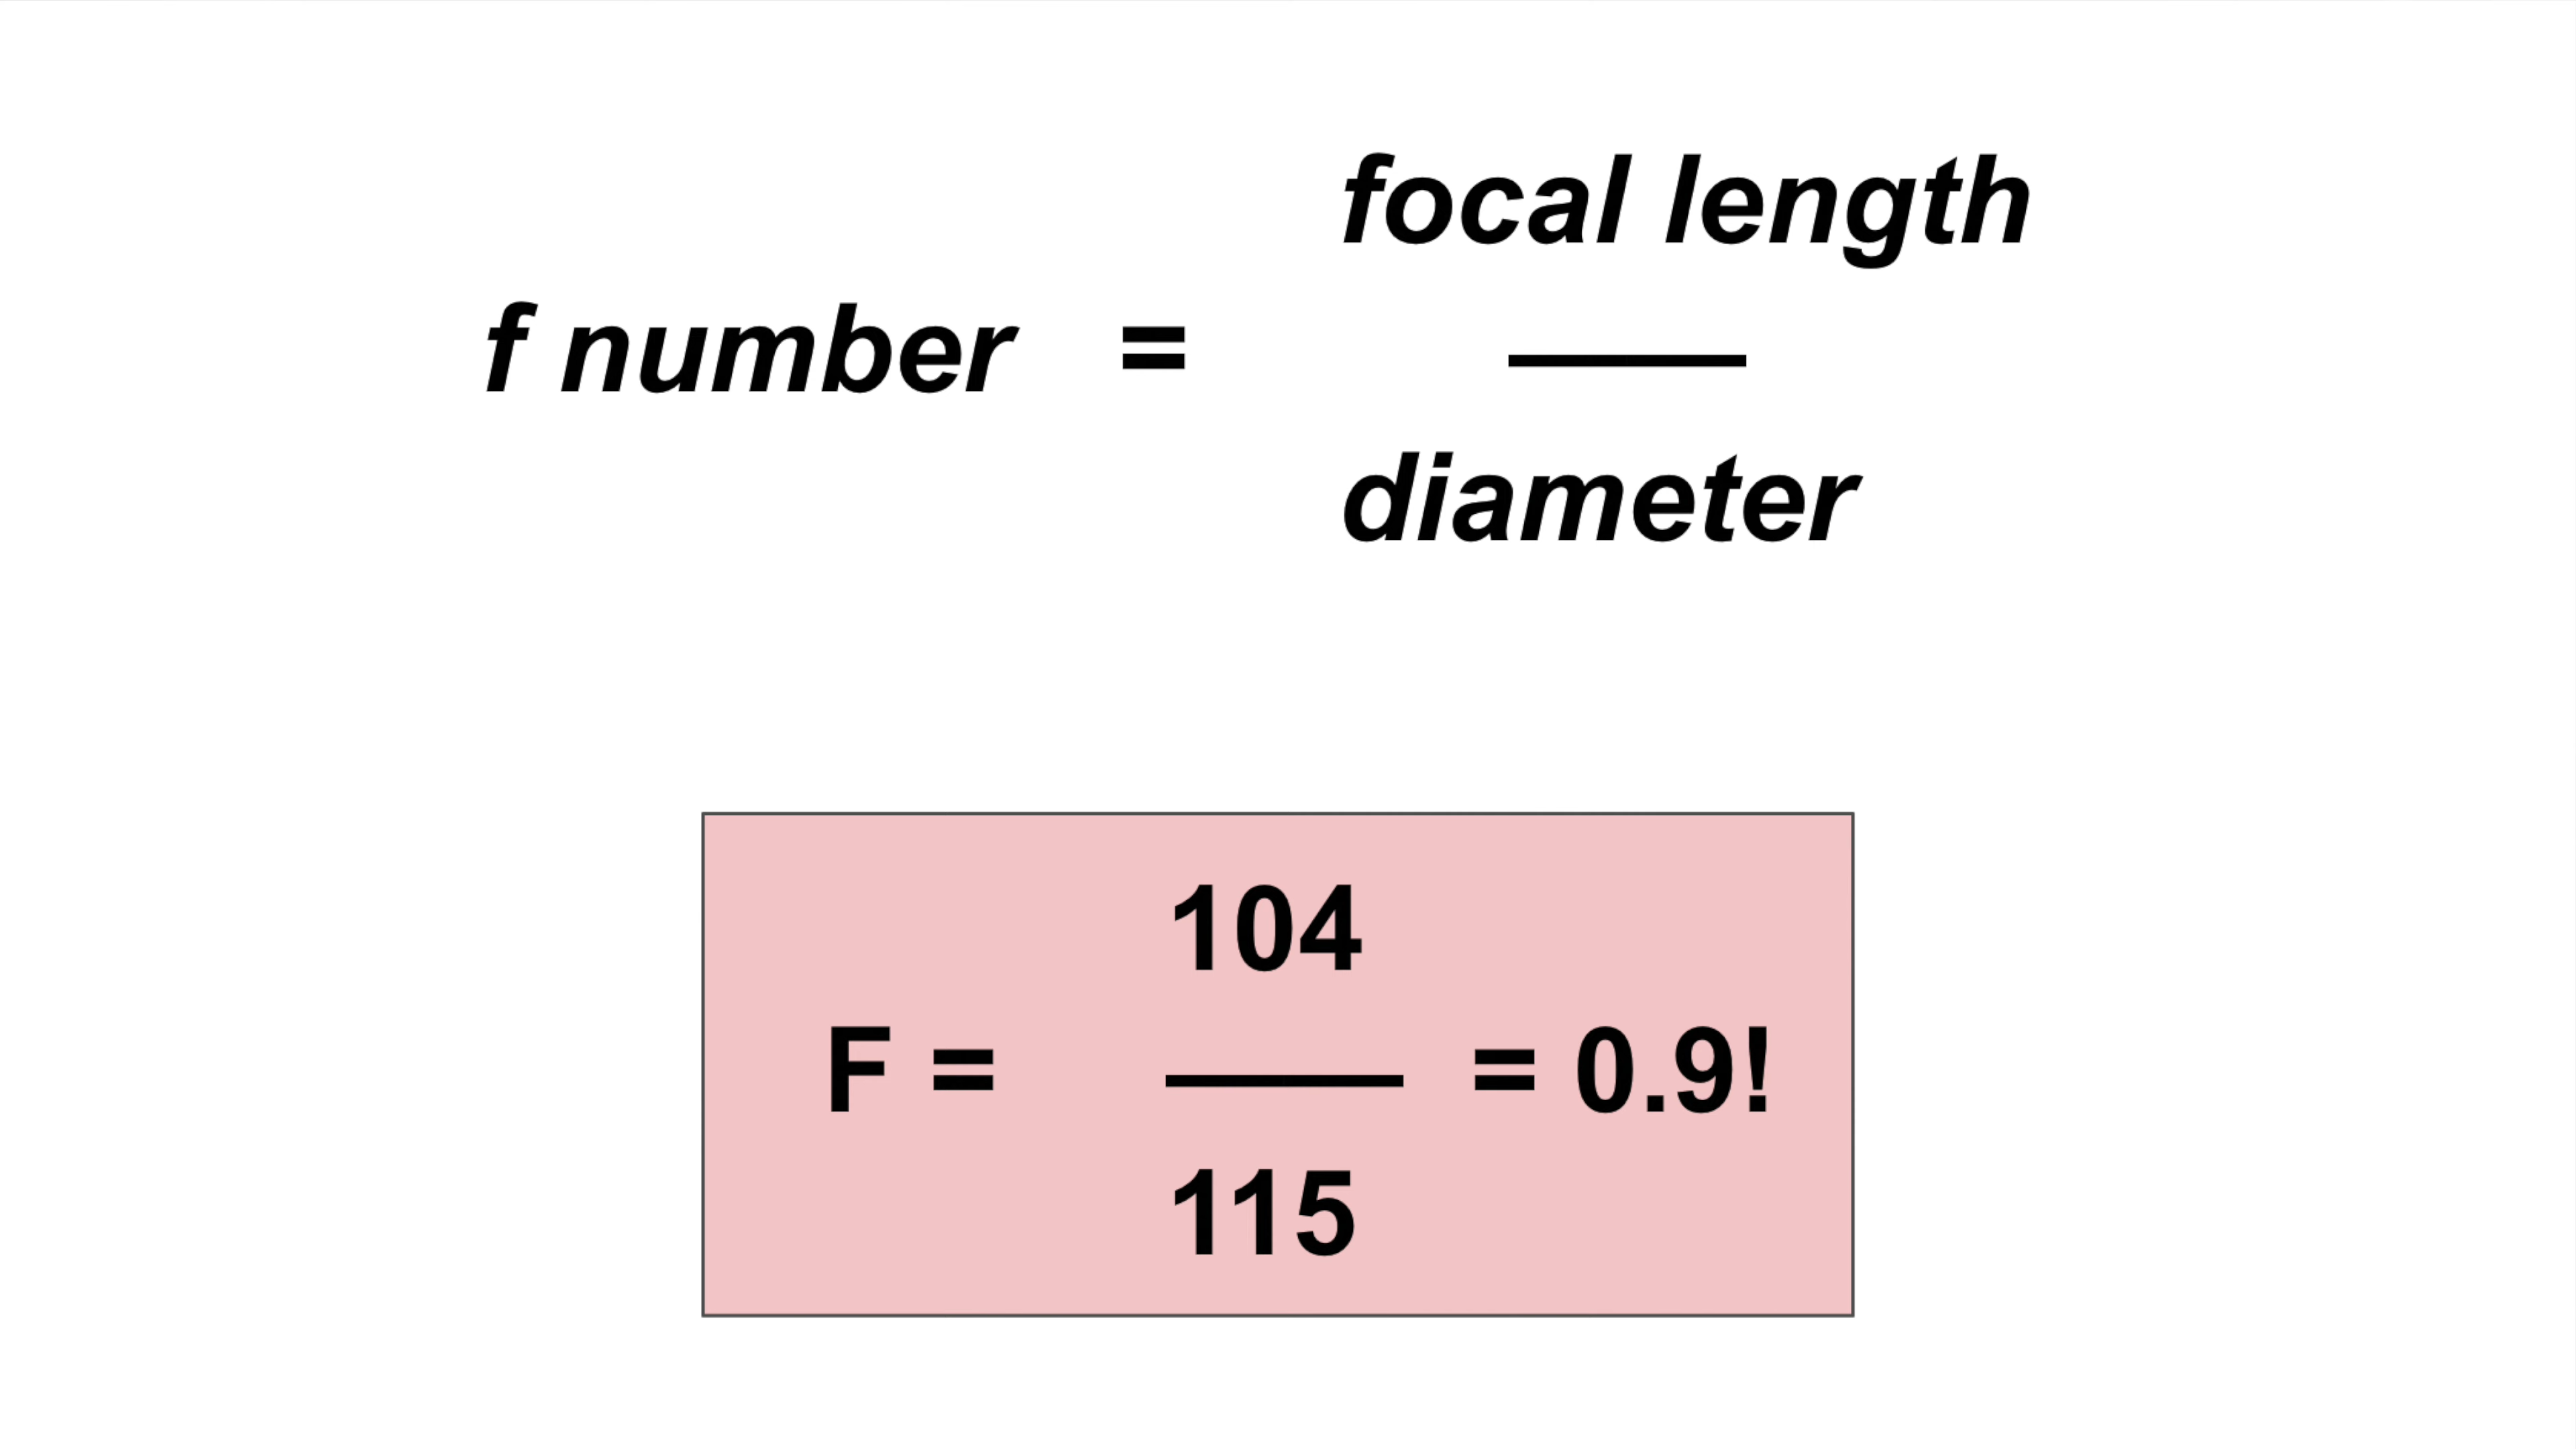 focal length
f number =
diameter
104
F = = 0.9!
115